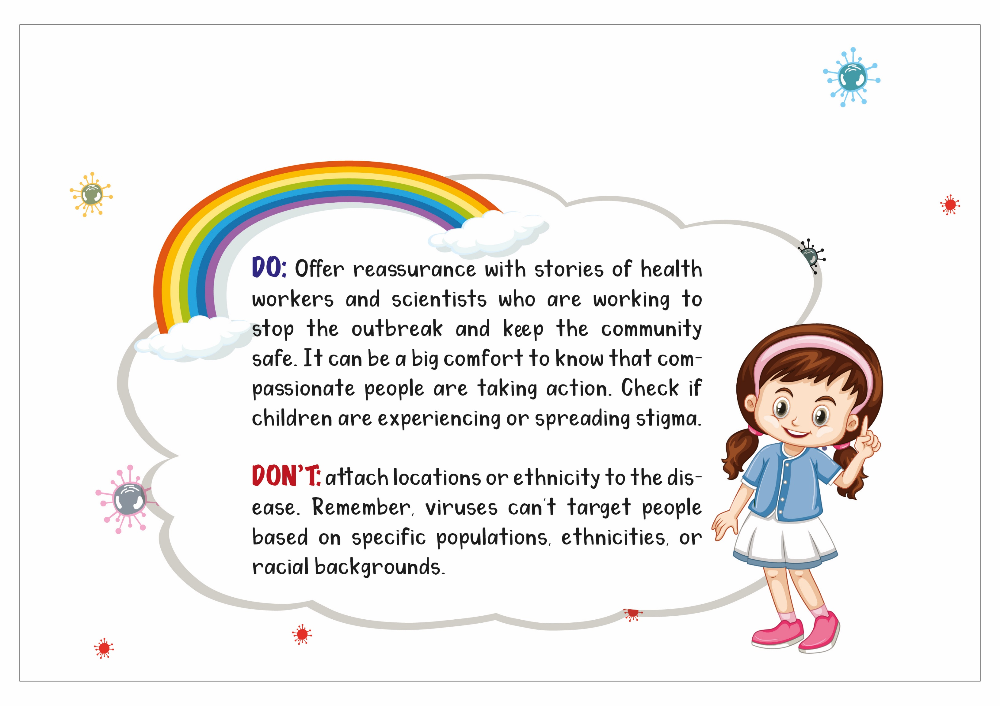 DO: Offer reassurance with stories of health
workers and scientists who are working to
stop the outbreak and keep the community
safe. It can be a big comfort to know that com-
passionate people are taking action. Check if
children are experiencing or spreading stigma.
DON'T: attach locations or ethnicity to the dis-
ease. Remember, viruses can't target people
based on specific populations, ethnicities, or
racial backgrounds.